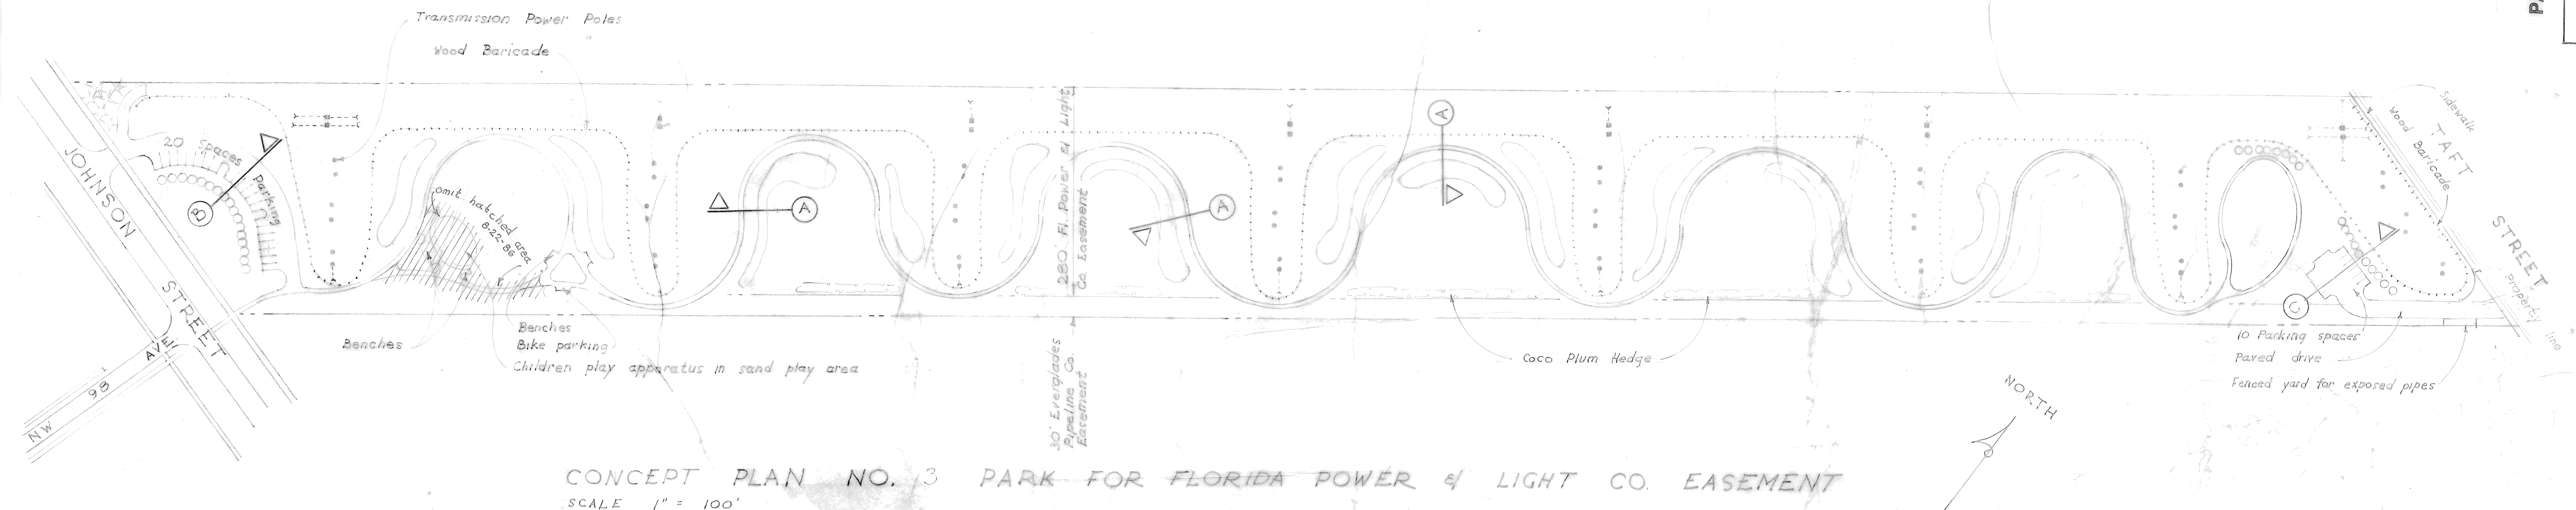 Transmission Power Poles
Wood Baricade
JOHNSON
STREET
NW 98 AVE
20 Spaces
Parking
B
omit hatched area
8-22-86
Benches
Benches
Bike parking
Children play apparatus in sand play area
A
280' Fl. Power & Light
Co. Easement
30' Everglades
Pipeline Co.
Easement
A
A
Coco Plum Hedge
Sidewalk
Wood Baricade
TAFT
STREET
Property line
C
10 Parking spaces
Paved drive
Fenced yard for exposed pipes
NORTH
CONCEPT PLAN NO. 3 PARK FOR FLORIDA POWER & LIGHT CO. EASEMENT
SCALE 1" = 100'